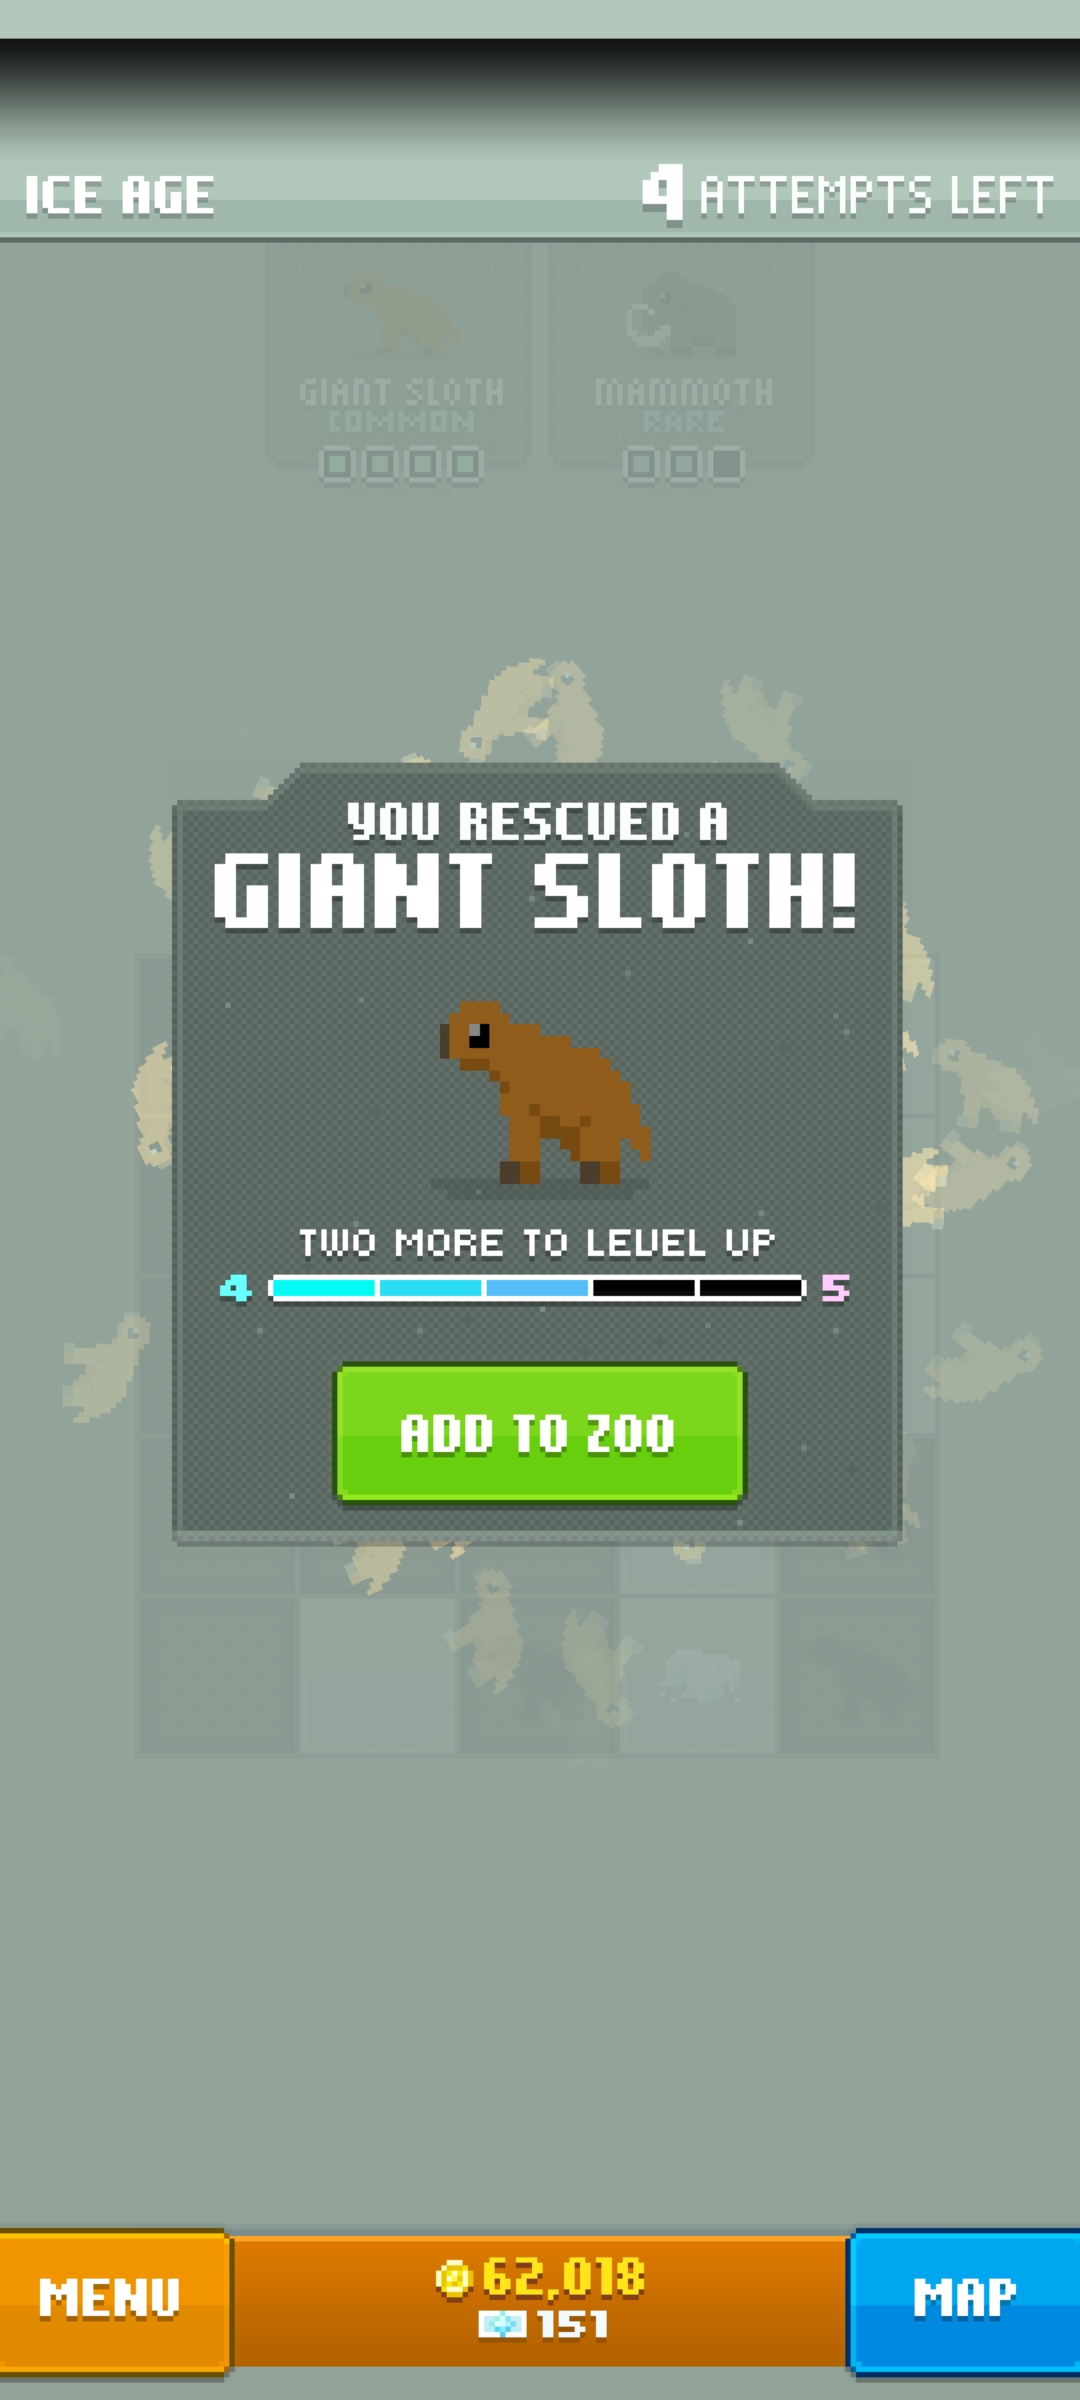 ICE AGE
4 ATTEMPTS LEFT
GIANT SLOTH
COMMON
MAMMOTH
RARE
YOU RESCUED A
GIANT SLOTH!
TWO MORE TO LEVEL UP
4
5
ADD TO ZOO
MENU
62,018
151
MAP